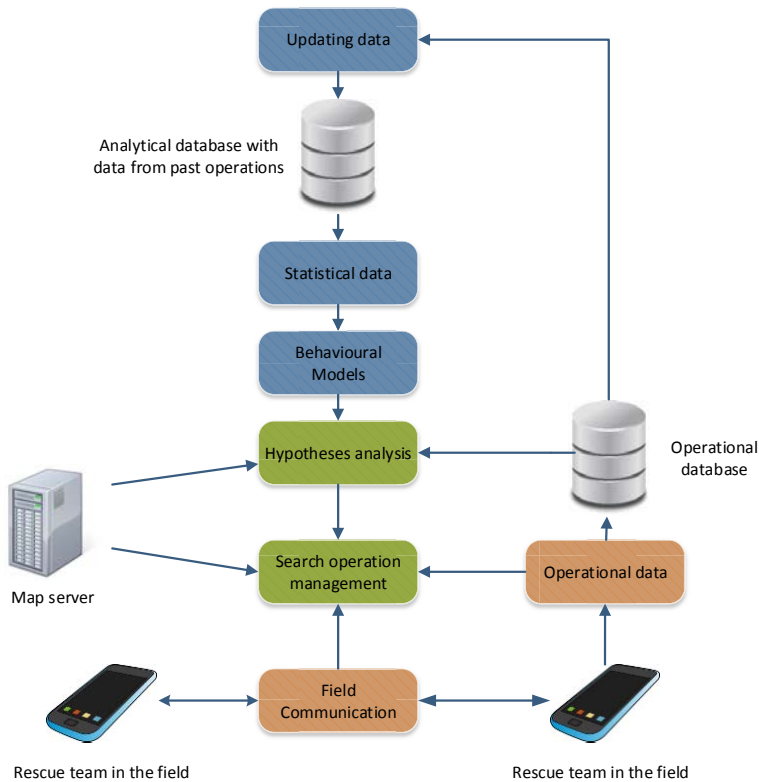 Updating data
Analytical database with
data from past operations
Statistical data
Behavioural
Models
Hypotheses analysis
Operational
database
Search operation
management
Operational data
Map server
Field
Communication
Rescue team in the field
Rescue team in the field